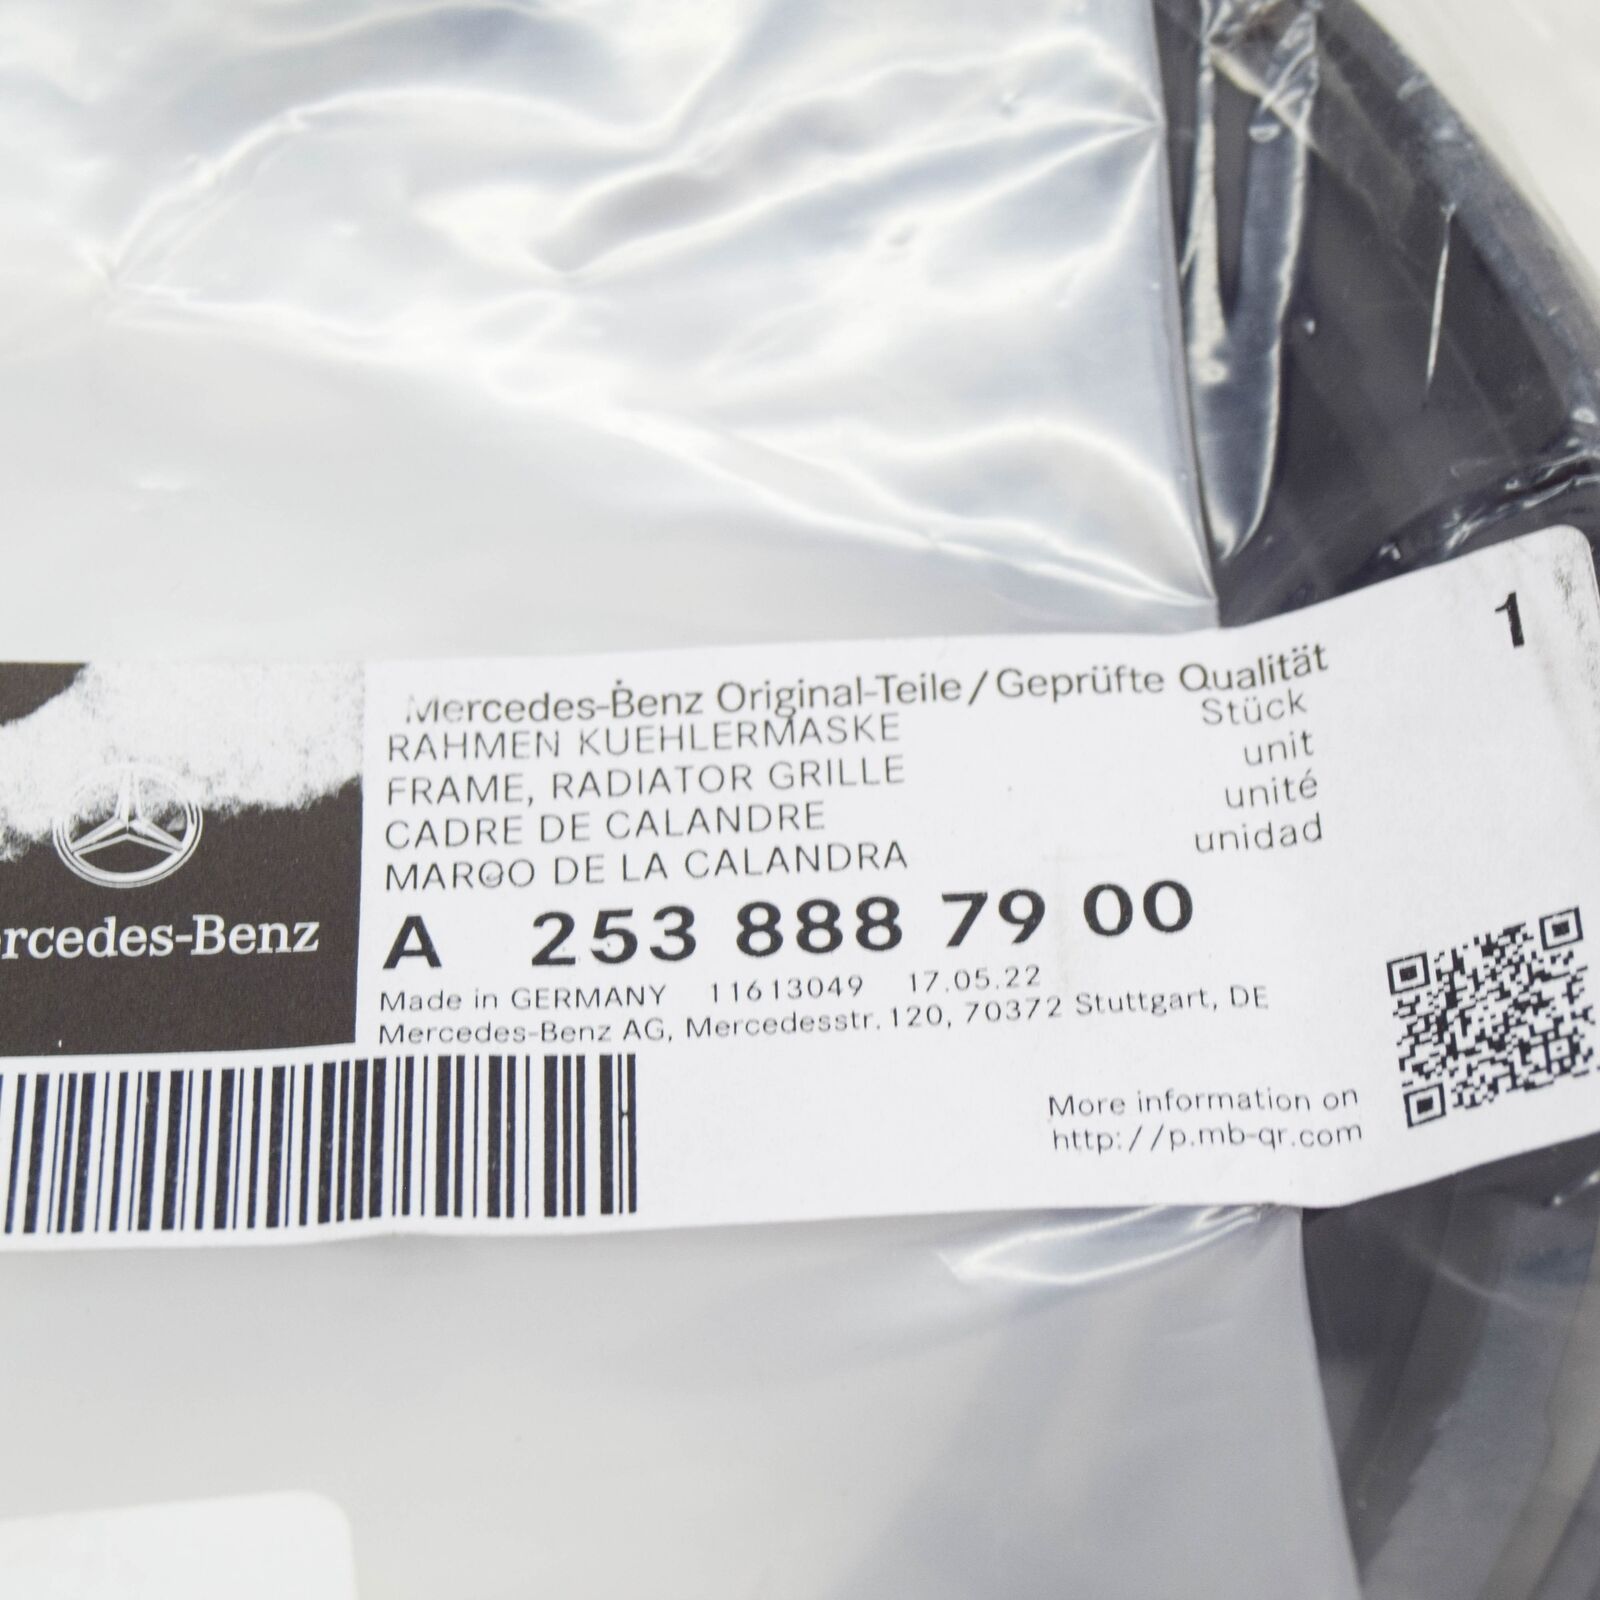 Mercedes-Benz Original-Teile/Geprüfte Qualität
1
RAHMEN KUEHLERMASKE
Stück
FRAME, RADIATOR GRILLE
unit
CADRE DE CALANDRE
unité
MARCO DE LA CALANDRA
unidad
A 253 888 79 00
Made in GERMANY 11613049 17.05.22
Mercedes-Benz AG, Mercedesstr. 120, 70372 Stuttgart, DE
rcedes-Benz
More information on
http://p.mb-qr.com